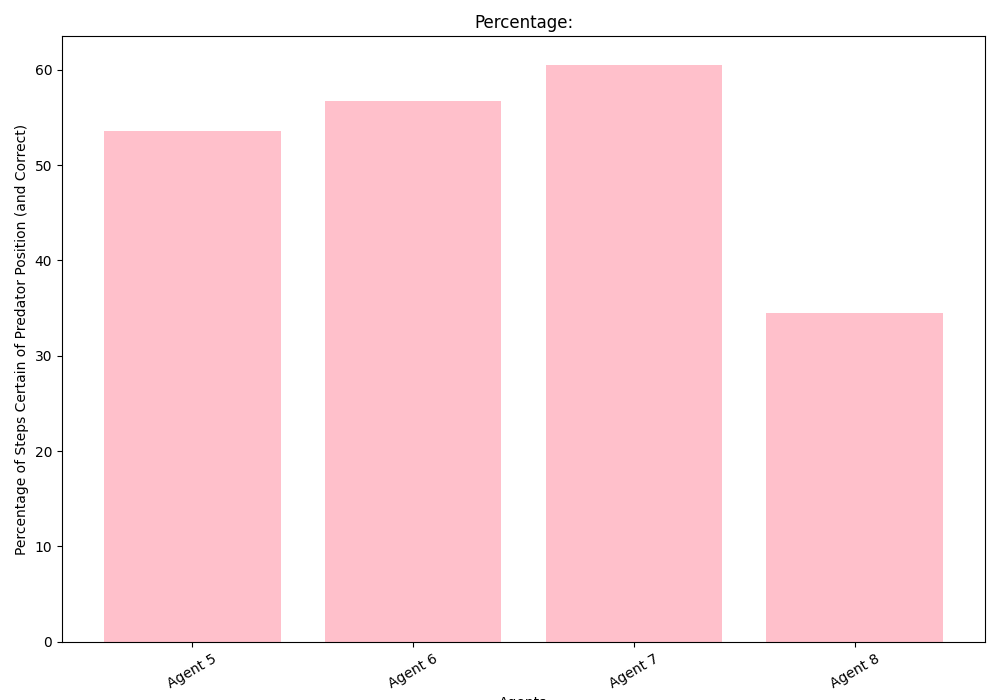 Percentage:
Percentage of Steps Certain of Predator Position (and Correct)
60
50
40
30
20
10
0
Agent 5
Agent 6
Agent 7
Agent 8
Agents